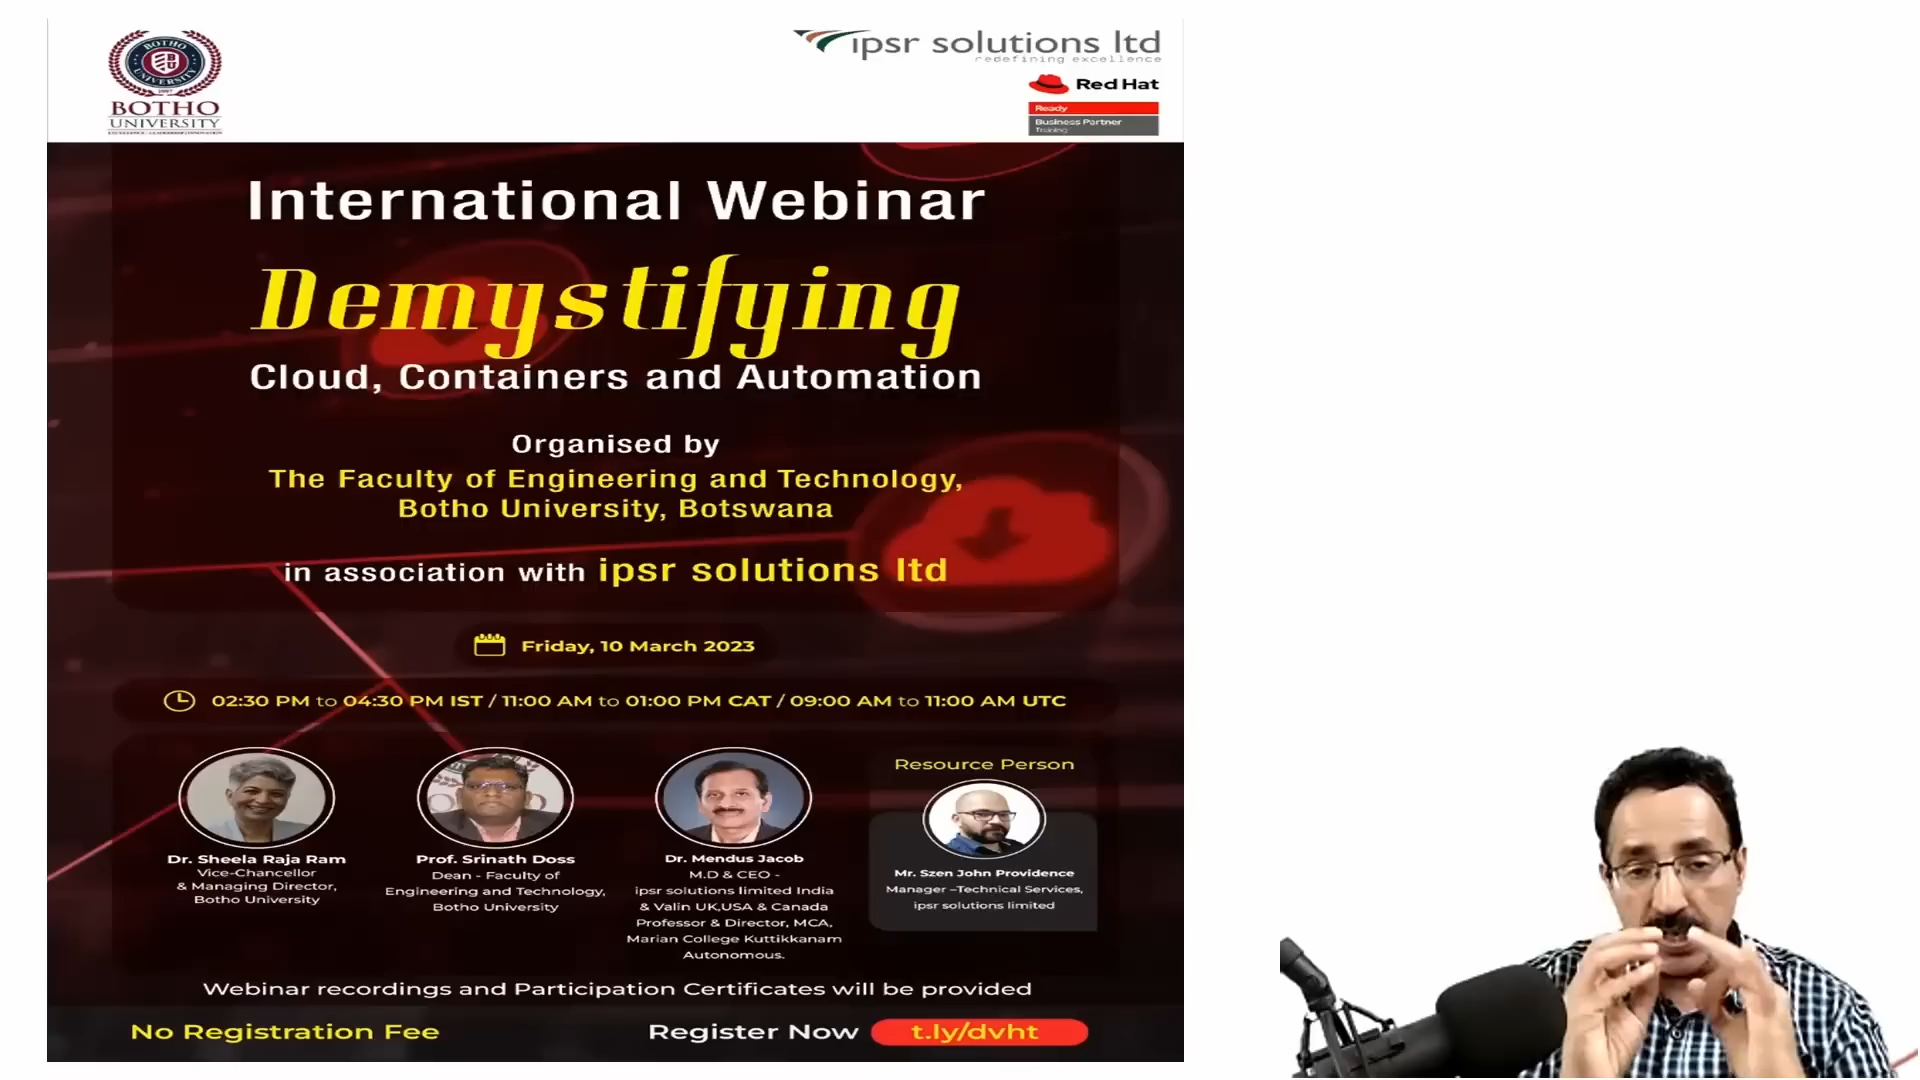 BOTHO
UNIVERSITY
BOTHO
UNIVERSITY
ipsr solutions ltd
redefining excellence
Red Hat
Ready
Business Partner
Training
International Webinar
Demystifying
Cloud, Containers and Automation
Organised by
The Faculty of Engineering and Technology,
Botho University, Botswana
in association with ipsr solutions ltd
Friday, 10 March 2023
02:30 PM to 04:30 PM IST / 11:00 AM to 01:00 PM CAT / 09:00 AM to 11:00 AM UTC
Dr. Sheela Raja Ram
Vice-Chancellor
& Managing Director,
Botho University
Prof. Srinath Doss
Dean - Faculty of
Engineering and Technology,
Botho University
Dr. Mendus Jacob
M.D & CEO -
ipsr solutions limited India
& Valin UK,USA & Canada
Professor & Director, MCA,
Marian College Kuttikkanam
Autonomous.
Resource Person
Mr. Szen John Providence
Manager –Technical Services,
ipsr solutions limited
Webinar recordings and Participation Certificates will be provided
No Registration Fee
Register Now t.ly/dvht